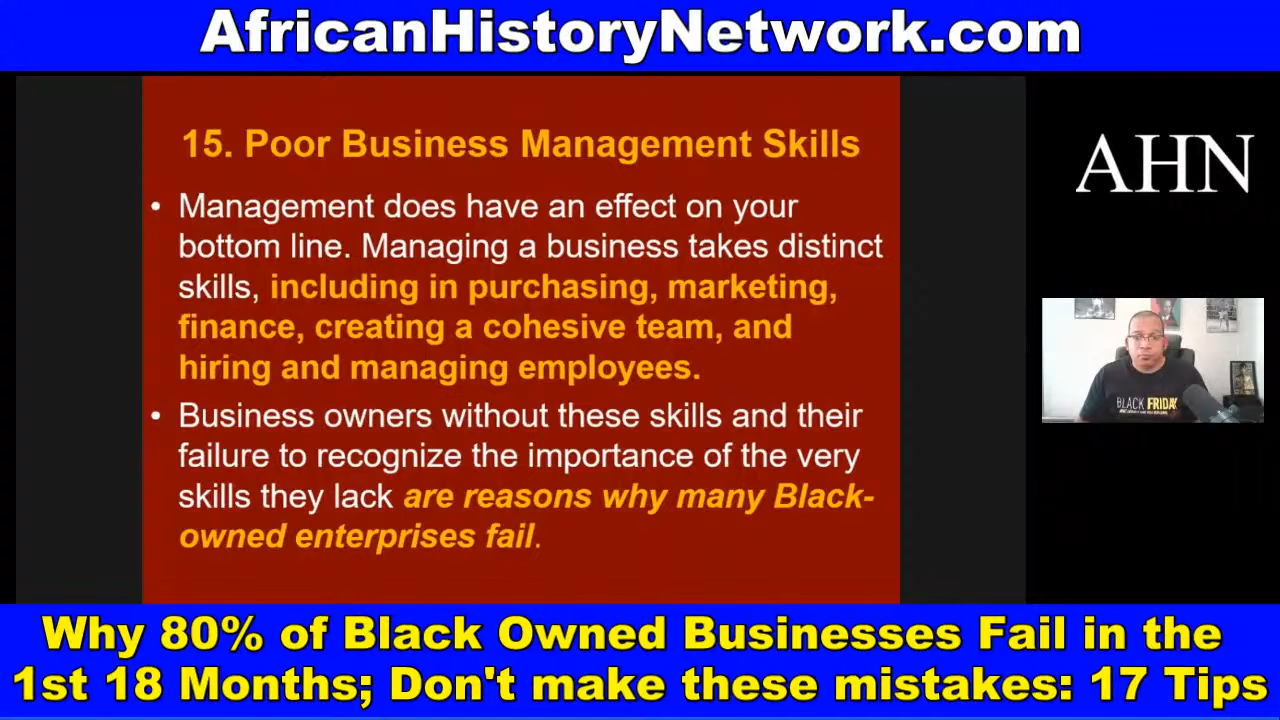 AfricanHistoryNetwork.com
15. Poor Business Management Skills
• Management does have an effect on your
bottom line. Managing a business takes distinct
skills, including in purchasing, marketing,
finance, creating a cohesive team, and
hiring and managing employees.
• Business owners without these skills and their
failure to recognize the importance of the very
skills they lack are reasons why many Black-
owned enterprises fail.
AHN
BLACK FRIDAY
Why 80% of Black Owned Businesses Fail in the
1st 18 Months; Don't make these mistakes: 17 Tips